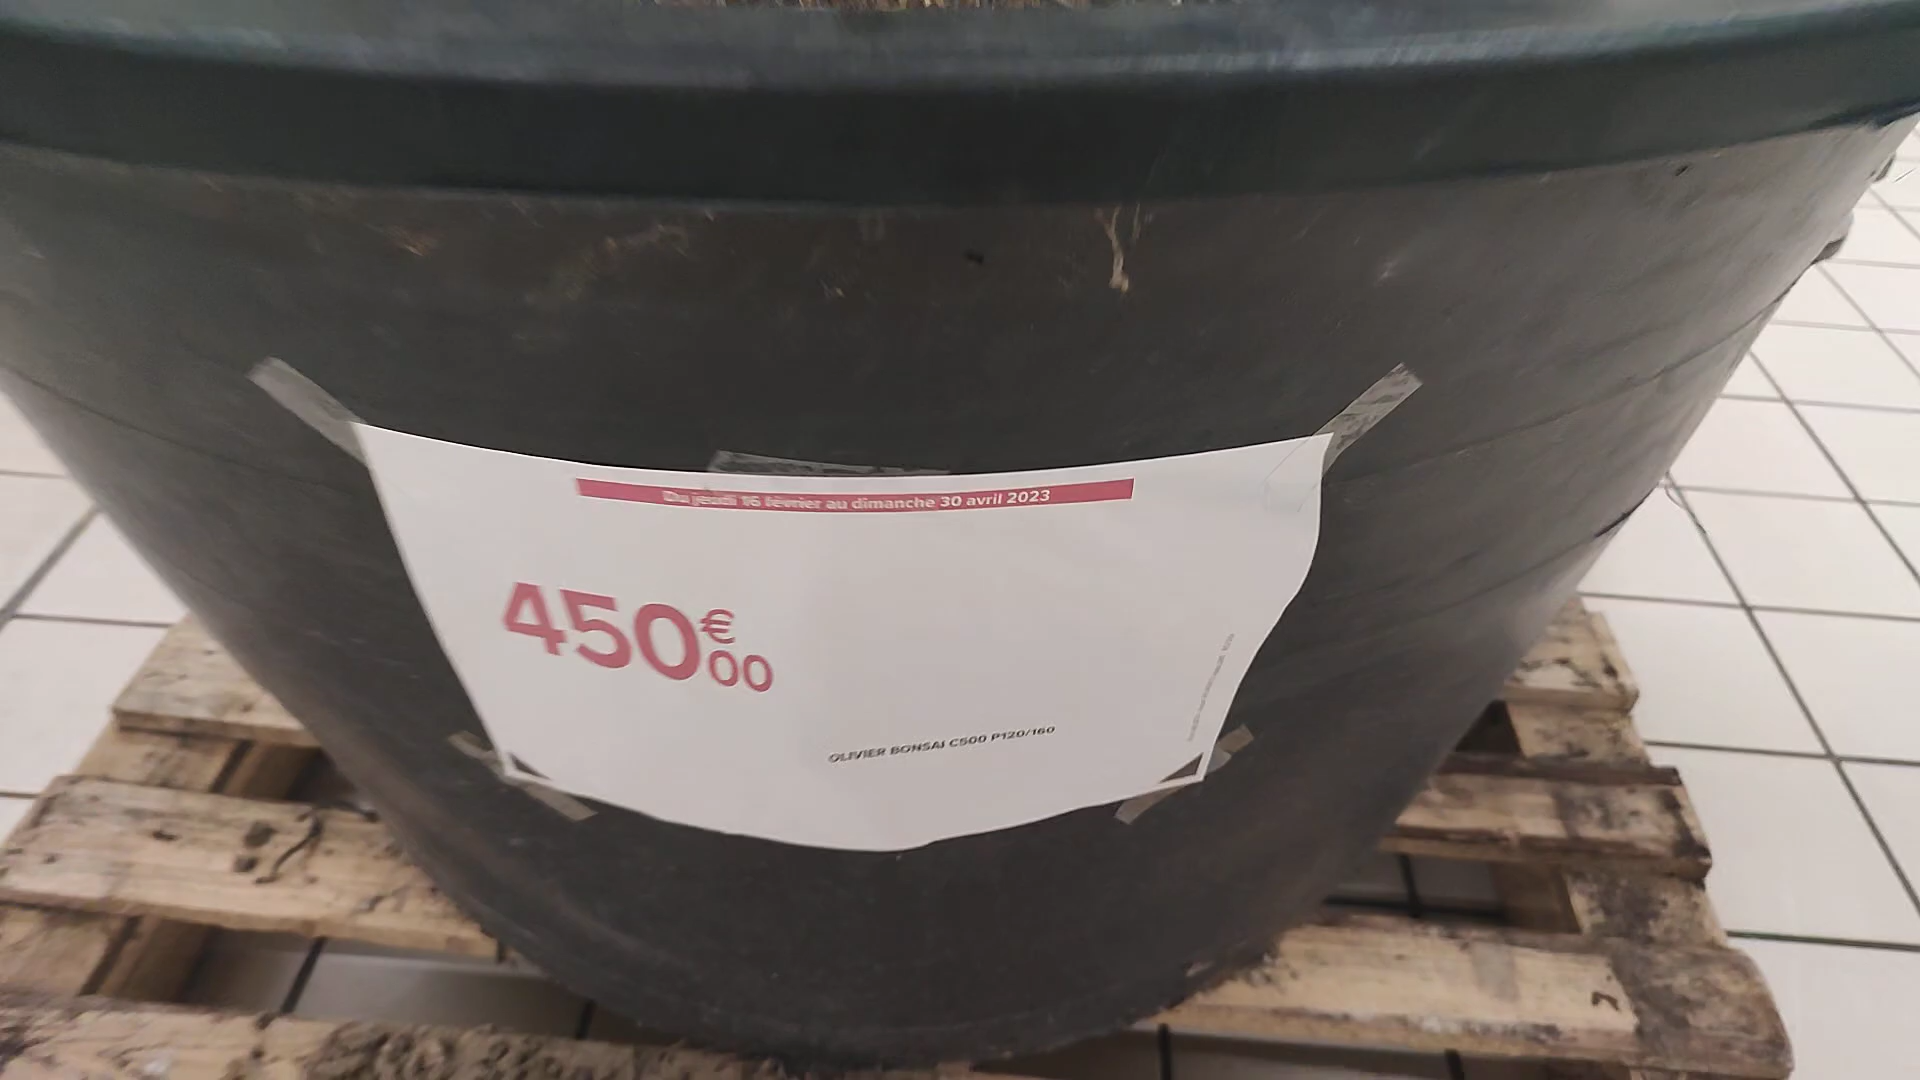 Du jeudi 16 février au dimanche 30 avril 2023
450€00
OLIVIER BONSAI C500 P120/160